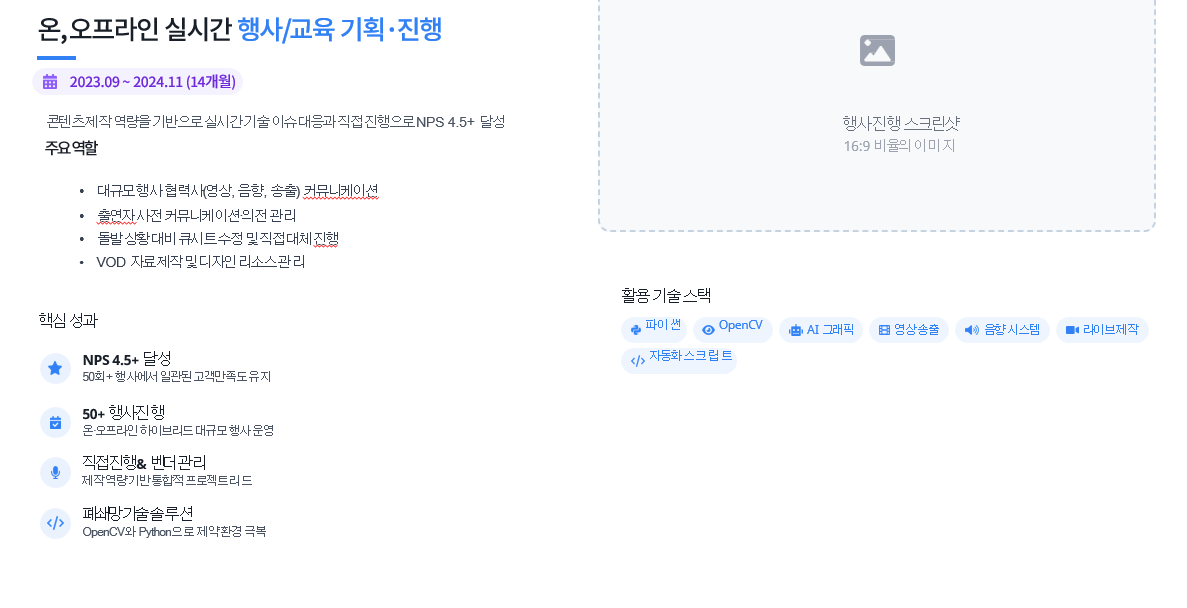 온,오프라인 실시간 행사/교육 기획·진행
2023.09 ~ 2024.11 (14개월)
콘텐츠제작 역량을 기반으로 실시간 기술 이슈 대응과 직접 진행으로 NPS 4.5+ 달성
주요 역할
• 대규모 행사 협력사(영상, 음향, 송출) 커뮤니케이션
• 출연자 사전 커뮤니케이션·의전 관리
• 돌발 상황 대비 큐시트 수정 및 직접 대체 진행
• VOD 자료 제작 및 디자인 리소스 관리
핵심 성과
NPS 4.5+ 달성
50회+ 행사에서 일관된 고객만족도 유지
50+ 행사진행
온·오프라인 하이브리드 대규모 행사 운영
직접진행& 벤더관리
제작 역량 기반 통합적 프로젝트 리드
폐쇄망기술솔루션
OpenCV와 Python으로 제약 환경 극복
행사진행 스크린샷
16:9 비율의 이미지
활용 기술 스택
파이썬 OpenCV AI 그래픽 영상송출 음향 시스템 라이브제작
자동화스크립트